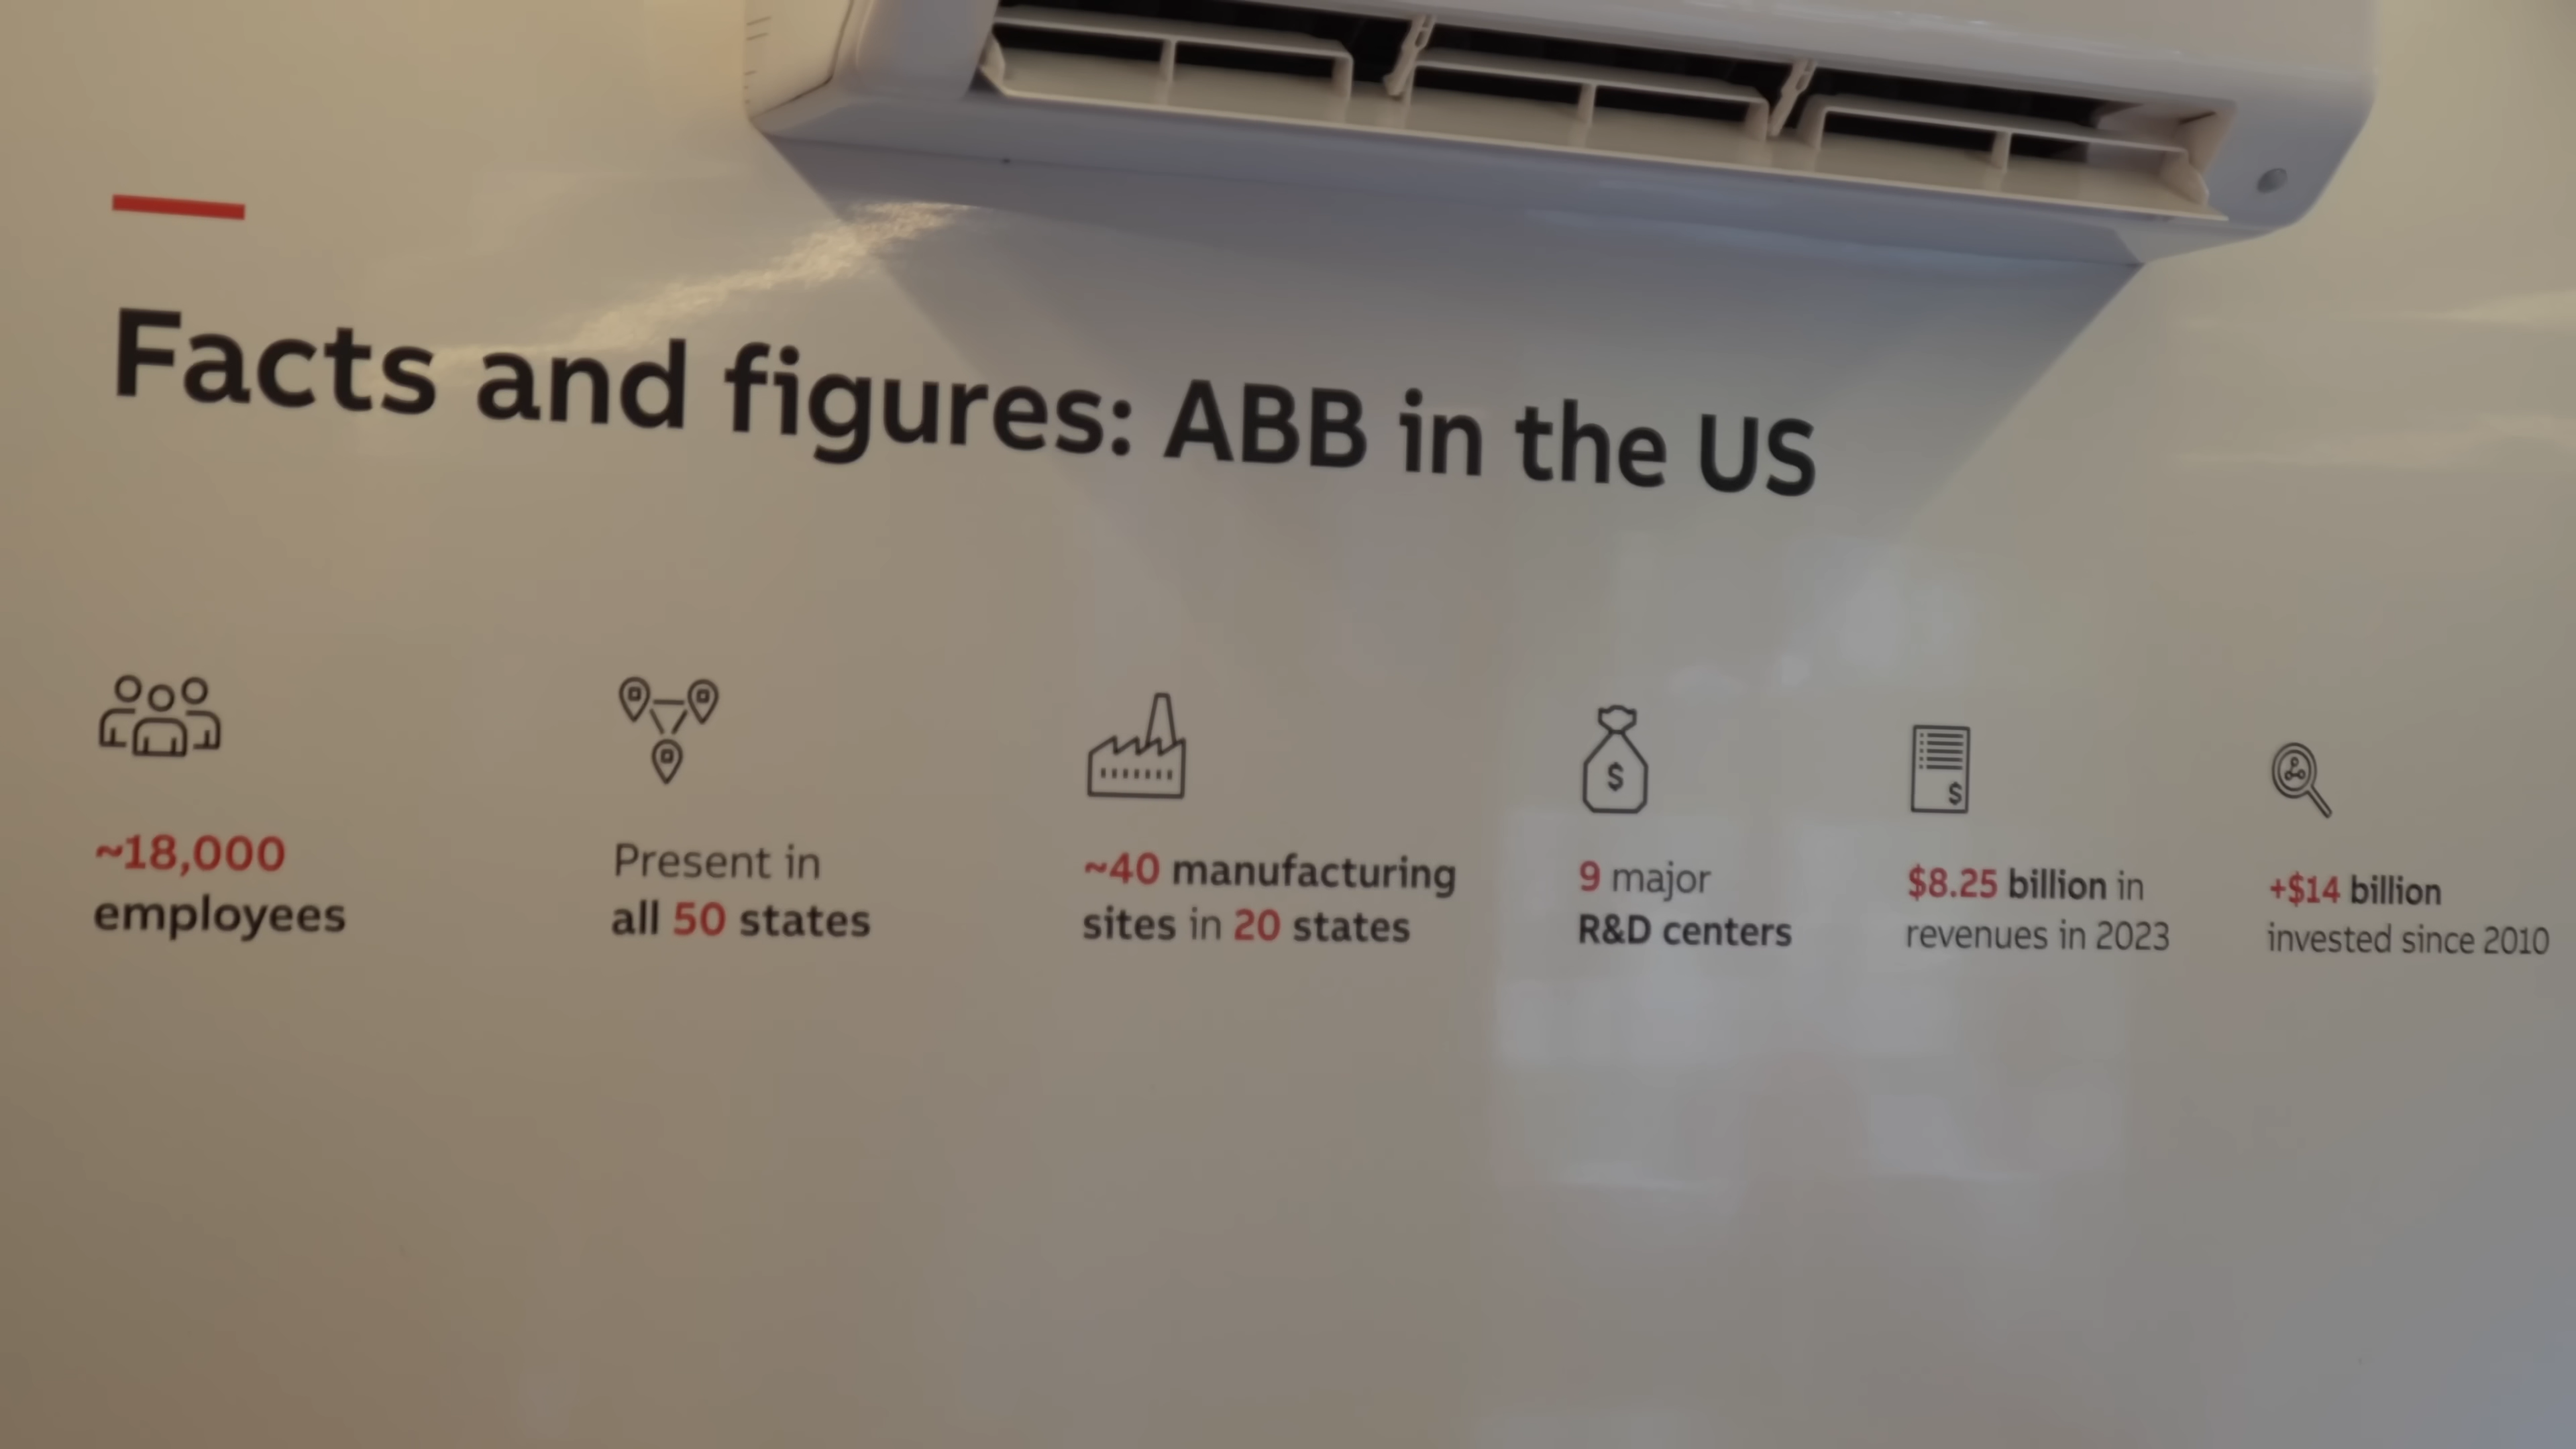 Facts and figures: ABB in the US
~18,000
employees
Present in
all 50 states
~40 manufacturing
sites in 20 states
9 major
R&D centers
$8.25 billion in
revenues in 2023
+$14 billion
invested since 2010